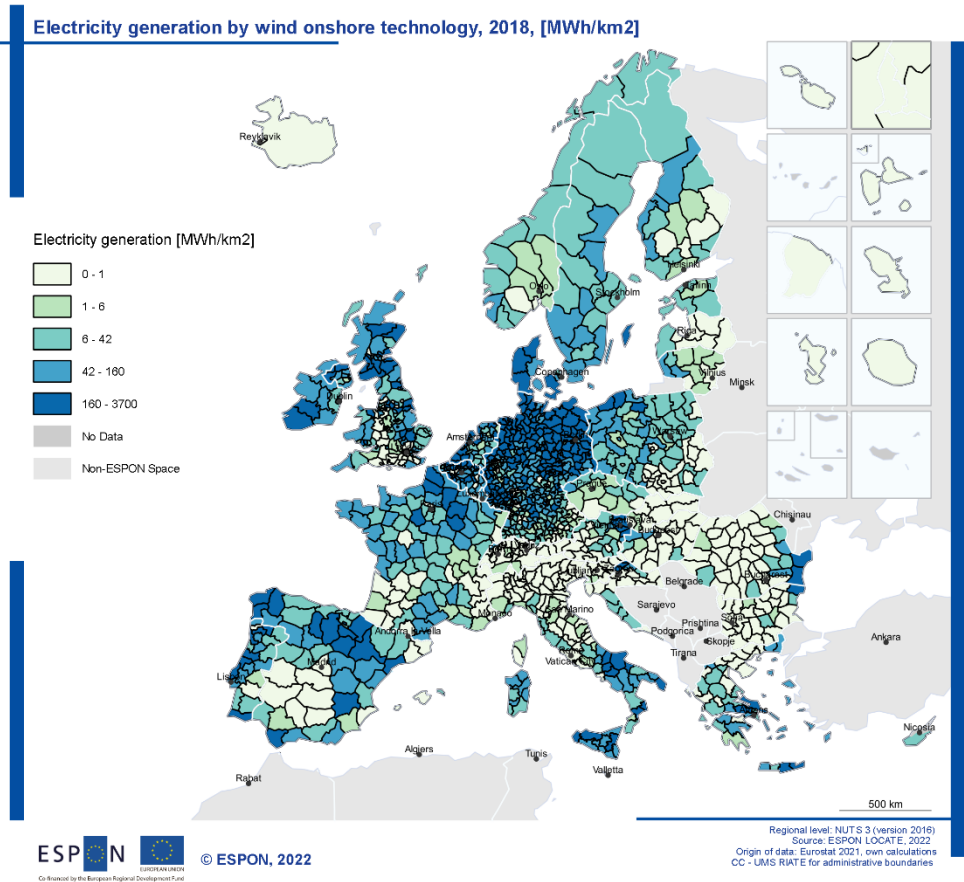 Electricity generation by wind onshore technology, 2018, [MWh/km2]
Reykjavik
Electricity generation [MWh/km2]
0 - 1
1 - 6
6 - 42
42 - 160
160 - 3700
No Data
Non-ESPON Space
Helsinki
Oslo
Tallinn
Stockholm
Riga
Copenhagen
Vilnius
Minsk
Dublin
Amsterdam
Warsaw
Prague
Chisinau
Bratislava
Budapest
Bucharest
Ljubljana
Belgrade
San Marino
Monaco
Sarajevo
Andorra la Vella
Prishtina
Sofia
Podgorica
Skopje
Ankara
Rome
Vatican City
Madrid
Tirana
Lisbon
Athens
Nicosia
Algiers
Tunis
Valletta
Rabat
500 km
Regional level: NUTS 3 (version 2016)
Source: ESPON LOCATE, 2022
Origin of data: Eurostat 2021, own calculations
CC - UMS RIATE for administrative boundaries
ESPON
EUROPEAN UNION
© ESPON, 2022
Co-financed by the European Regional Development Fund